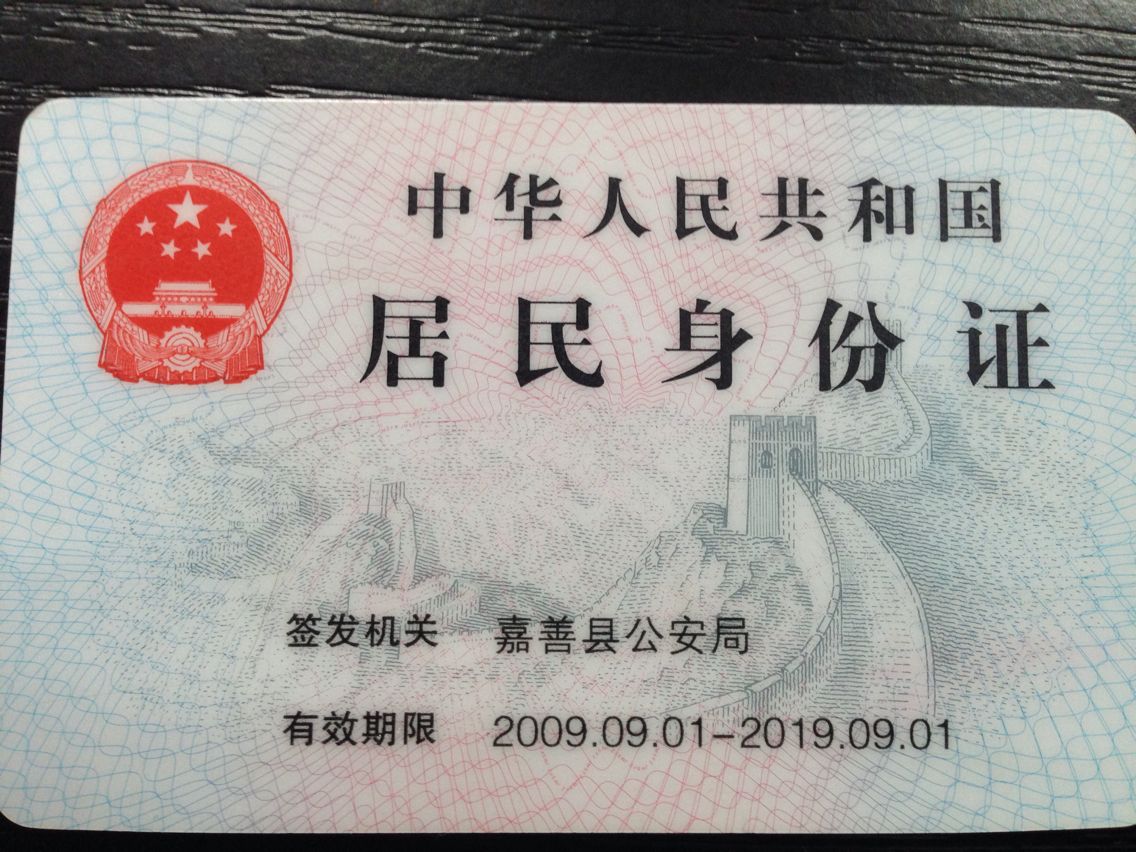 中华人民共和国
居民身份证
签发机关 嘉善县公安局
有效期限 2009.09.01-2019.09.01